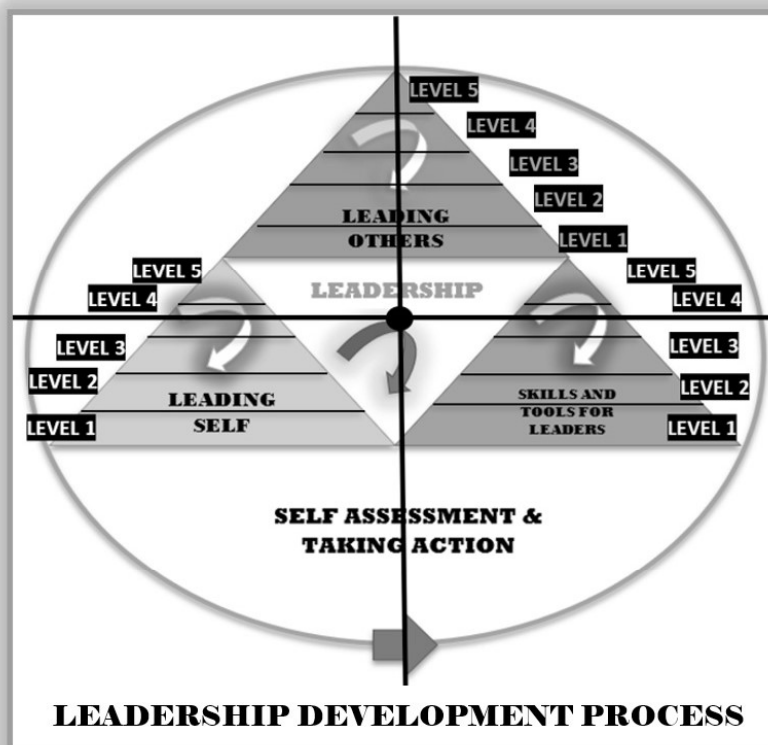 LEVEL 5
LEVEL 4
LEVEL 3
LEVEL 2
LEADING
OTHERS
LEVEL 1
LEVEL 5
LEVEL 4
LEADERSHIP
LEVEL 5
LEVEL 4
LEVEL 3
LEVEL 2
LEVEL 1
LEADING
SELF
LEVEL 3
LEVEL 2
SKILLS AND
TOOLS FOR
LEADERS
LEVEL 1
SELF ASSESSMENT &
TAKING ACTION
LEADERSHIP DEVELOPMENT PROCESS